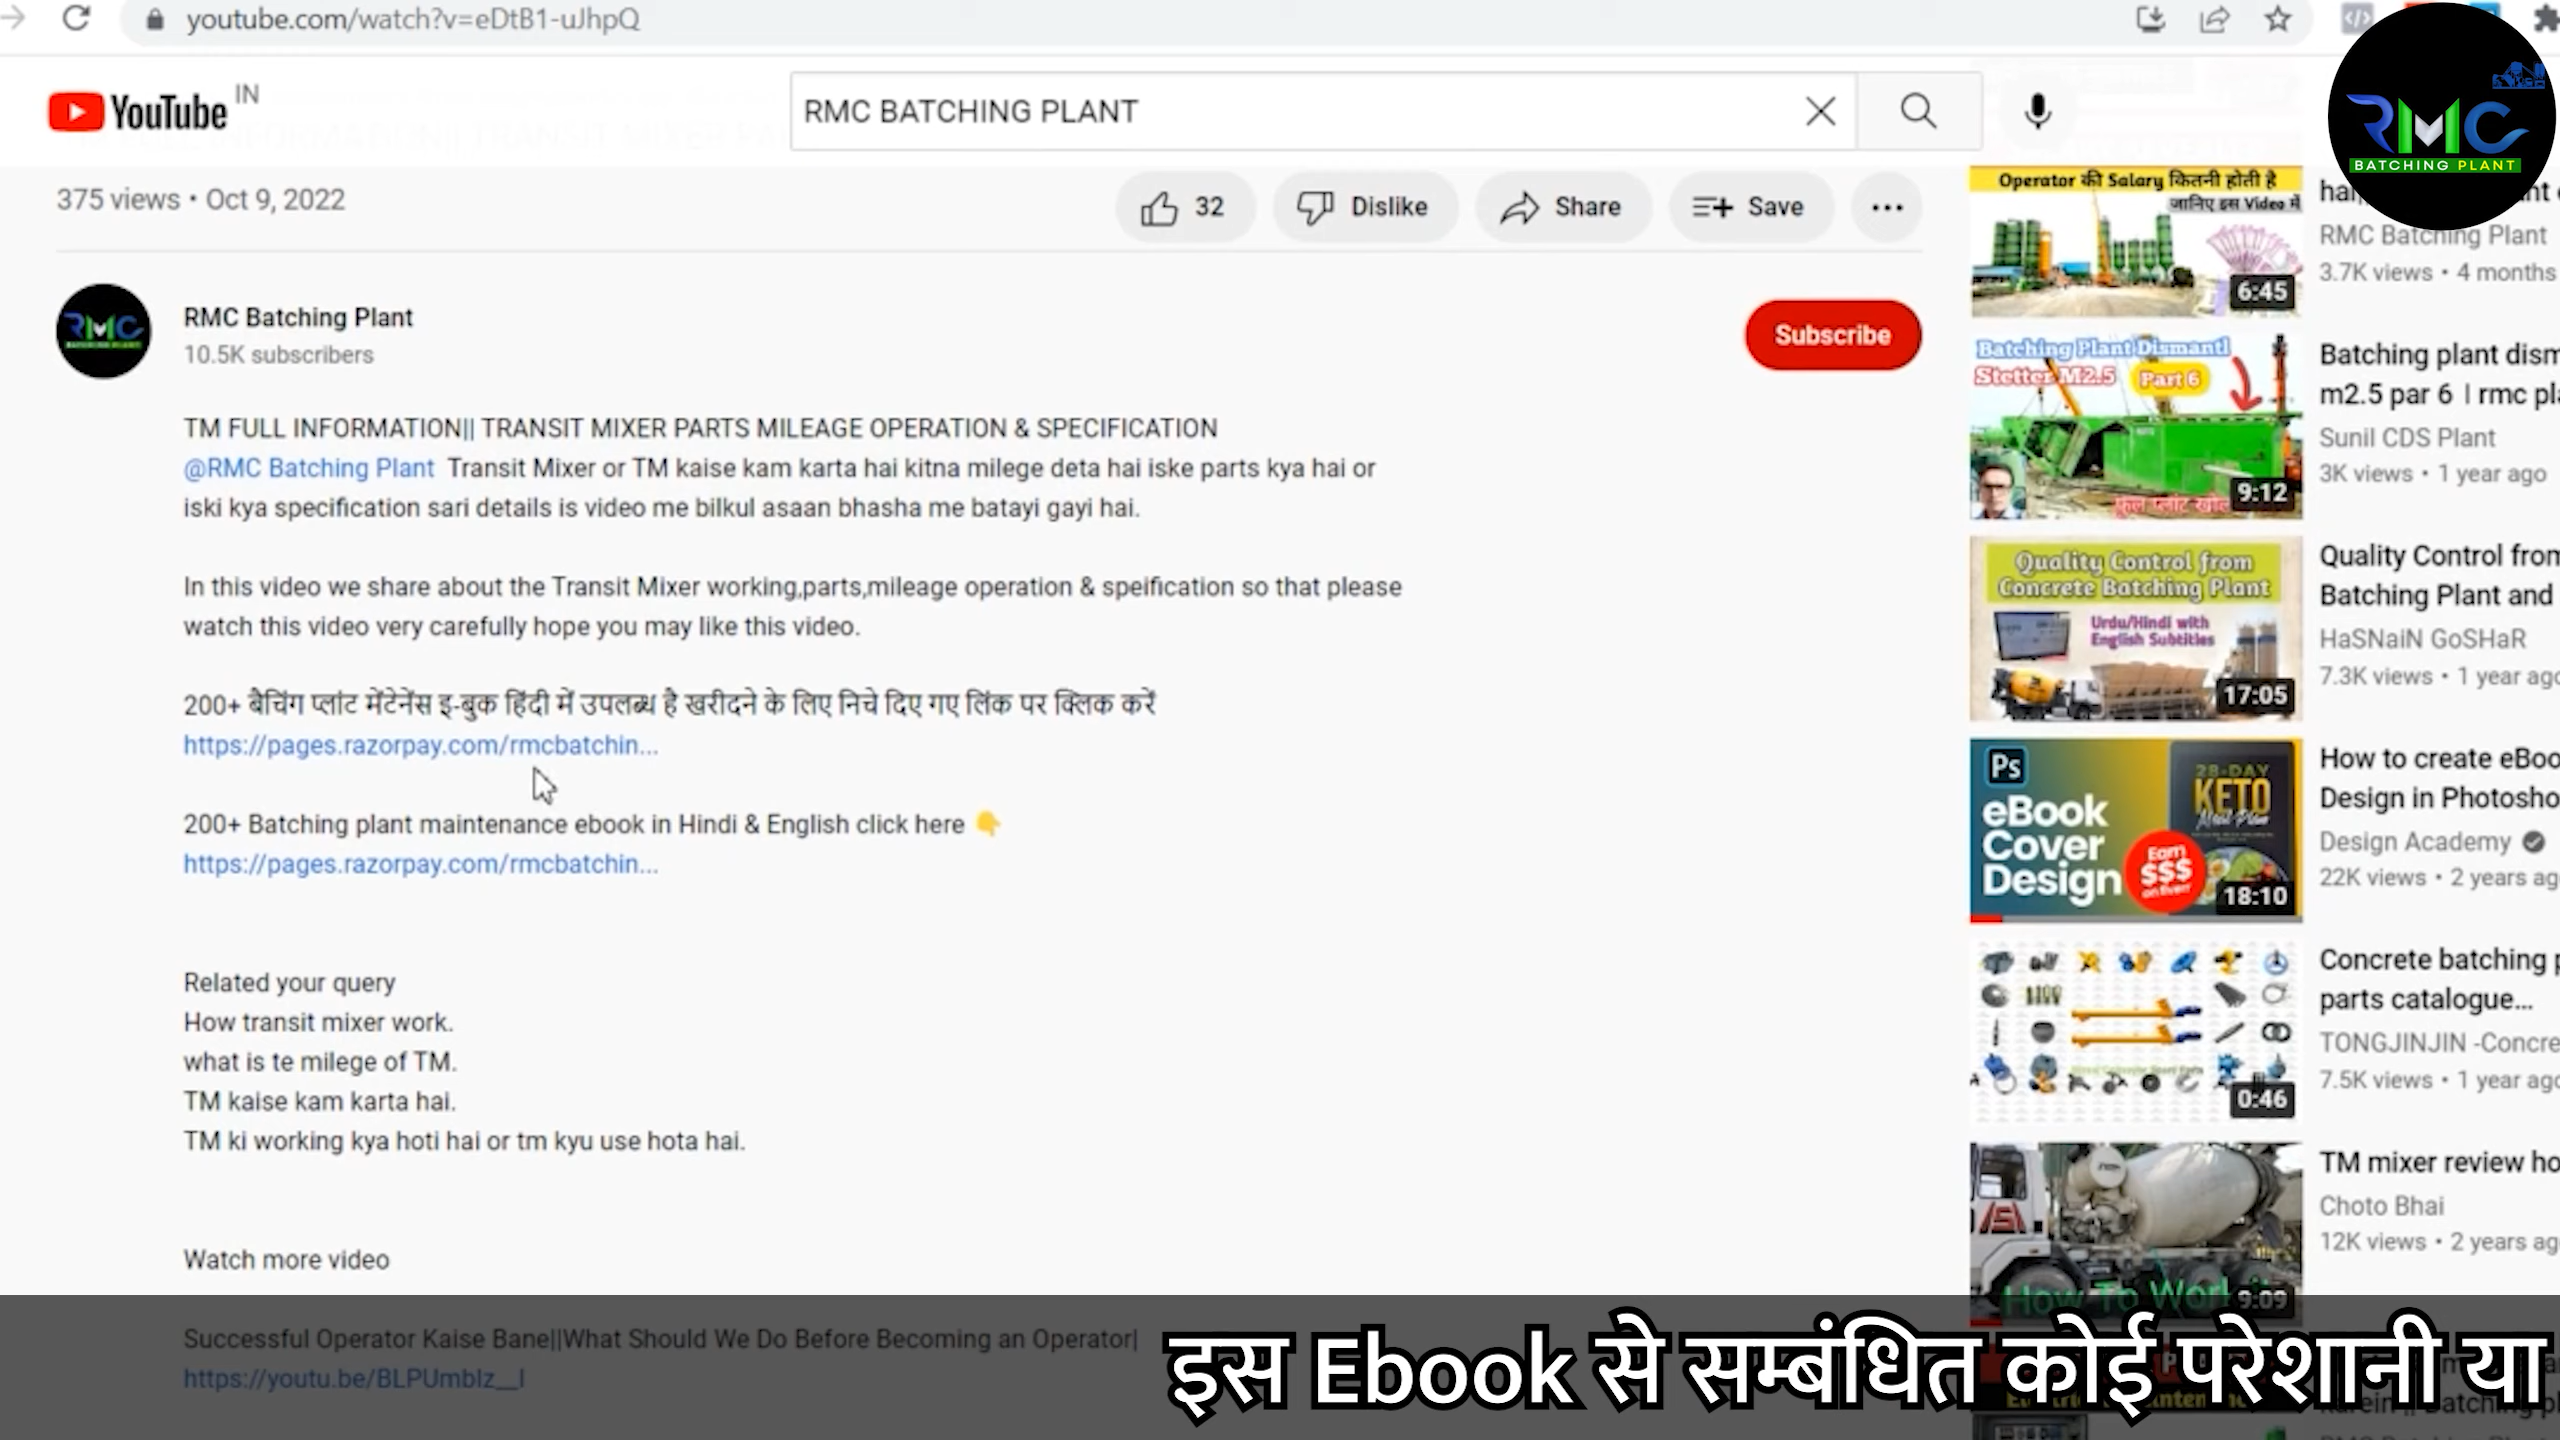 youtube.com/watch?v=eDtB1-uJhpQ
YouTube IN
RMC BATCHING PLANT
RMC
BATCHING PLANT
375 views • Oct 9, 2022
32
Dislike
Share
Save
RMC Batching Plant
10.5K subscribers
Subscribe
TM FULL INFORMATION|| TRANSIT MIXER PARTS MILEAGE OPERATION & SPECIFICATION
@RMC Batching Plant Transit Mixer or TM kaise kam karta hai kitna milege deta hai iske parts kya hai or
iski kya specification sari details is video me bilkul asaan bhasha me batayi gayi hai.
In this video we share about the Transit Mixer working,parts,mileage operation & speification so that please
watch this video very carefully hope you may like this video.
200+ बैचिंग प्लांट मेंटेनेंस इ-बुक हिंदी में उपलब्ध है खरीदने के लिए निचे दिए गए लिंक पर क्लिक करें
https://pages.razorpay.com/rmcbatchin...
200+ Batching plant maintenance ebook in Hindi & English click here 👇
https://pages.razorpay.com/rmcbatchin...
Related your query
How transit mixer work.
what is te milege of TM.
TM kaise kam karta hai.
TM ki working kya hoti hai or tm kyu use hota hai.
Watch more video
Successful Operator Kaise Bane||What Should We Do Before Becoming an Operator|
https://youtu.be/BLPUmbIz__I
Operator की Salary कितनी होती है
जानिए इस Video में
6:45
RMC Batching Plant
3.7K views • 4 months
Batching Plant Dismantl
Stetter M2.5 Part 6
9:12
Batching plant dism
m2.5 par 6 | rmc pl
Sunil CDS Plant
3K views • 1 year ago
Quality Control from
Concrete Batching Plant
Urdu/Hindi with
English Subtitles
17:05
Quality Control from
Batching Plant and
HaSNaiN GoSHaR
7.3K views • 1 year ago
Ps
eBook
Cover
Design
28-DAY
KETO
Meal Plan
Earn
$$$
on fiverr
18:10
How to create eBoo
Design in Photosho
Design Academy
22K views • 2 years ag
0:46
Concrete batching p
parts catalogue...
TONGJINJIN -Concre
7.5K views • 1 year ago
How To Work
9:09
TM mixer review ho
Choto Bhai
12K views • 2 years ag
इस Ebook से सम्बंधित कोई परेशानी या